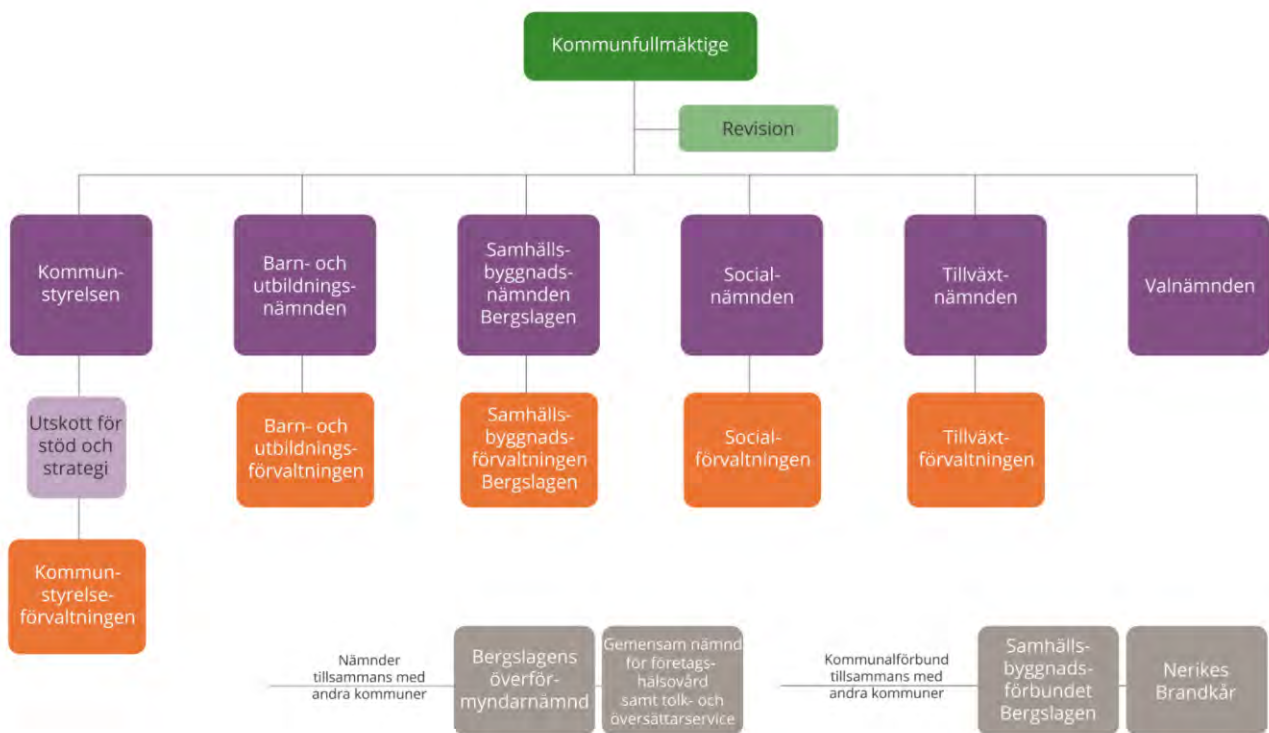 Kommunfullmäktige
Revision
Kommun-
styrelsen
Barn- och
utbildnings-
nämnden
Samhälls-
byggnads-
nämnden
Bergslagen
Social-
nämnden
Tillväxt-
nämnden
Valnämnden
Utskott för
stöd och
strategi
Barn- och
utbildnings-
förvaltningen
Samhälls-
byggnads-
förvaltningen
Bergslagen
Social-
förvaltningen
Tillväxt-
förvaltningen
Kommun-
styrelse-
förvaltningen
Nämnder
tillsammans med
andra kommuner
Bergslagens
överför-
myndarnämnd
Gemensam nämnd
för företags-
hälsovård
samt tolk- och
översättarservice
Kommunalförbund
tillsammans med
andra kommuner
Samhälls-
byggnads-
förbundet
Bergslagen
Nerikes
Brandkår